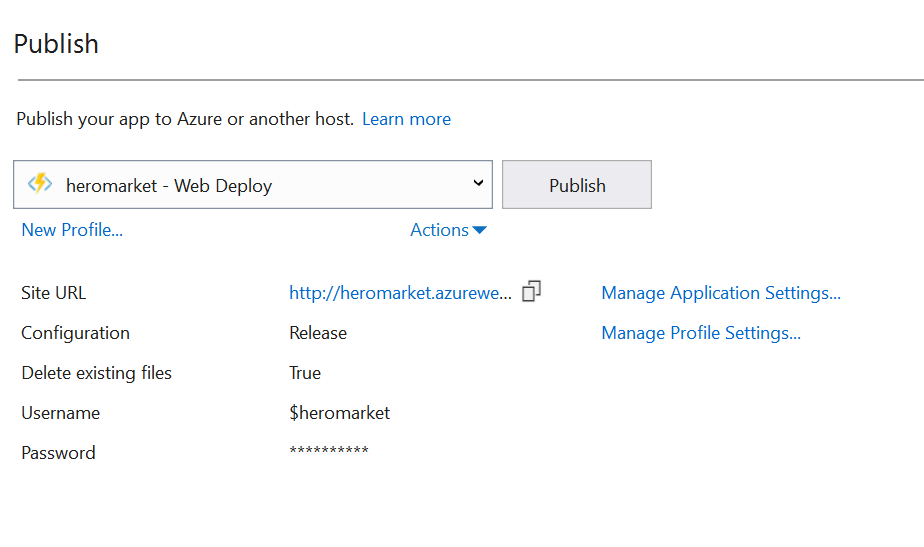 Publish
Publish your app to Azure or another host. Learn more
heromarket - Web Deploy
Publish
New Profile...
Actions
Site URL
http://heromarket.azurewe...
Manage Application Settings...
Configuration
Release
Manage Profile Settings...
Delete existing files
True
Username
$heromarket
Password
**********